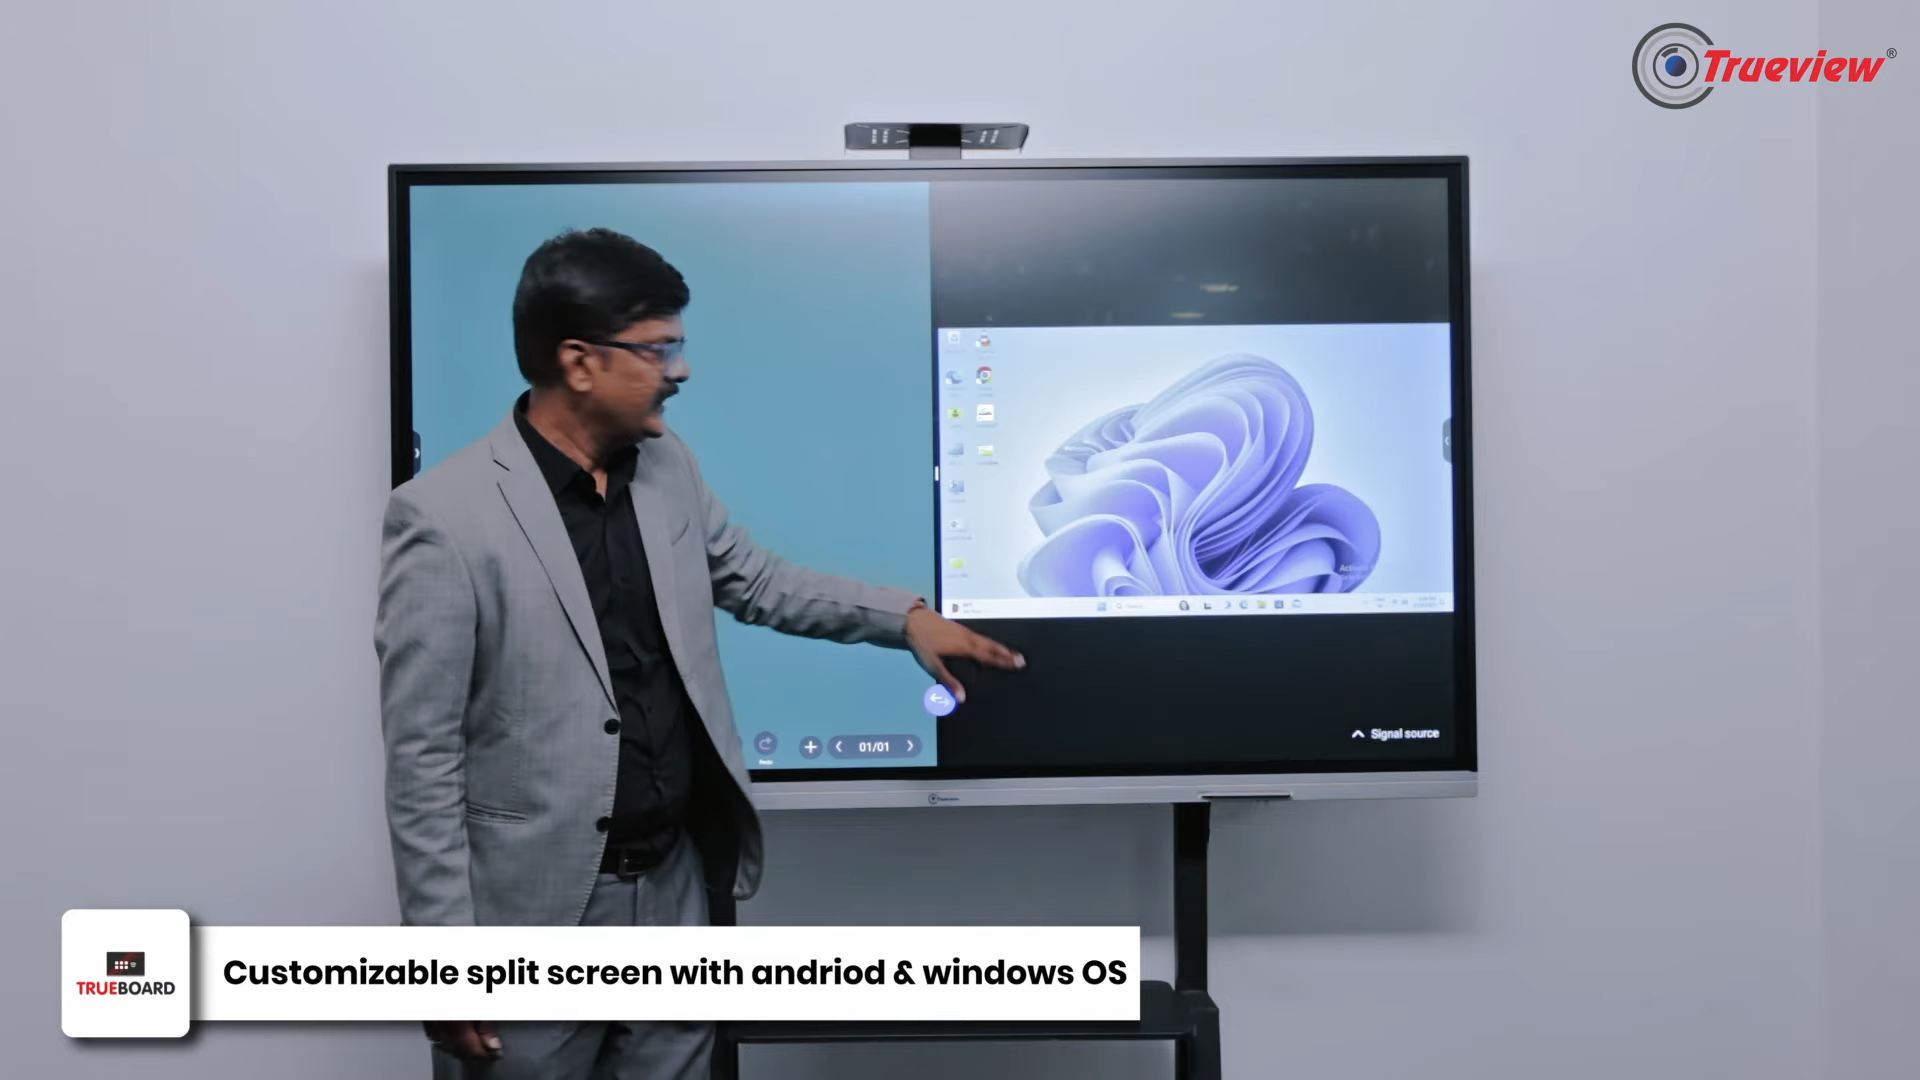 Trueview®
01/01
Signal source
TRUEBOARD
Customizable split screen with andriod & windows OS